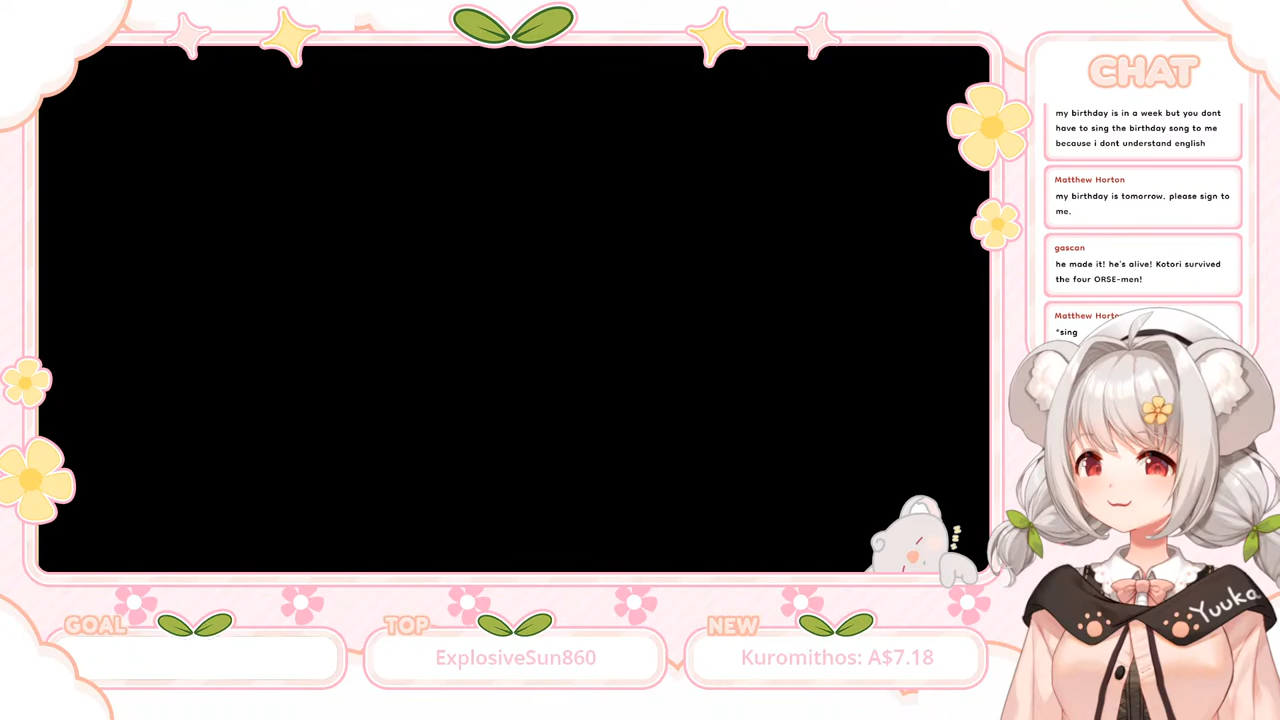 CHAT
my birthday is in a week but you dont
have to sing the birthday song to me
because i dont understand english
Matthew Horton
my birthday is tomorrow, please sign to
me.
gascan
he made it! he's alive! Kotori survived
the four ORSE-men!
Matthew Horto
*sing
Yuuka
GOAL
TOP
ExplosiveSun860
NEW
Kuromithos: A$7.18